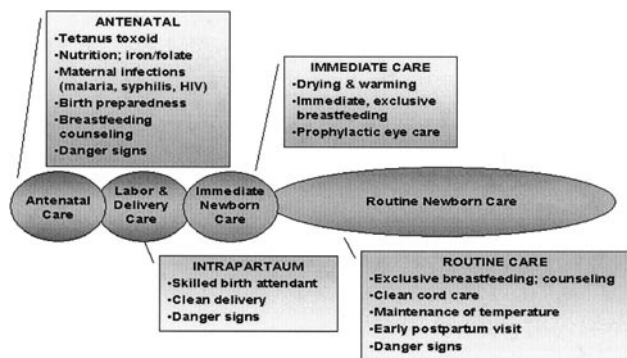 ANTENATAL
•Tetanus toxoid
•Nutrition; iron/folate
•Maternal infections
(malaria, syphilis, HIV)
•Birth preparedness
•Breastfeeding
counseling
•Danger signs
IMMEDIATE CARE
•Drying & warming
•Immediate, exclusive
breastfeeding
•Prophylactic eye care
Antenatal
Care
Labor &
Delivery
Care
Immediate
Newborn
Care
Routine Newborn Care
INTRAPARTAUM
•Skilled birth attendant
•Clean delivery
•Danger signs
ROUTINE CARE
•Exclusive breastfeeding; counseling
•Clean cord care
•Maintenance of temperature
•Early postpartum visit
•Danger signs